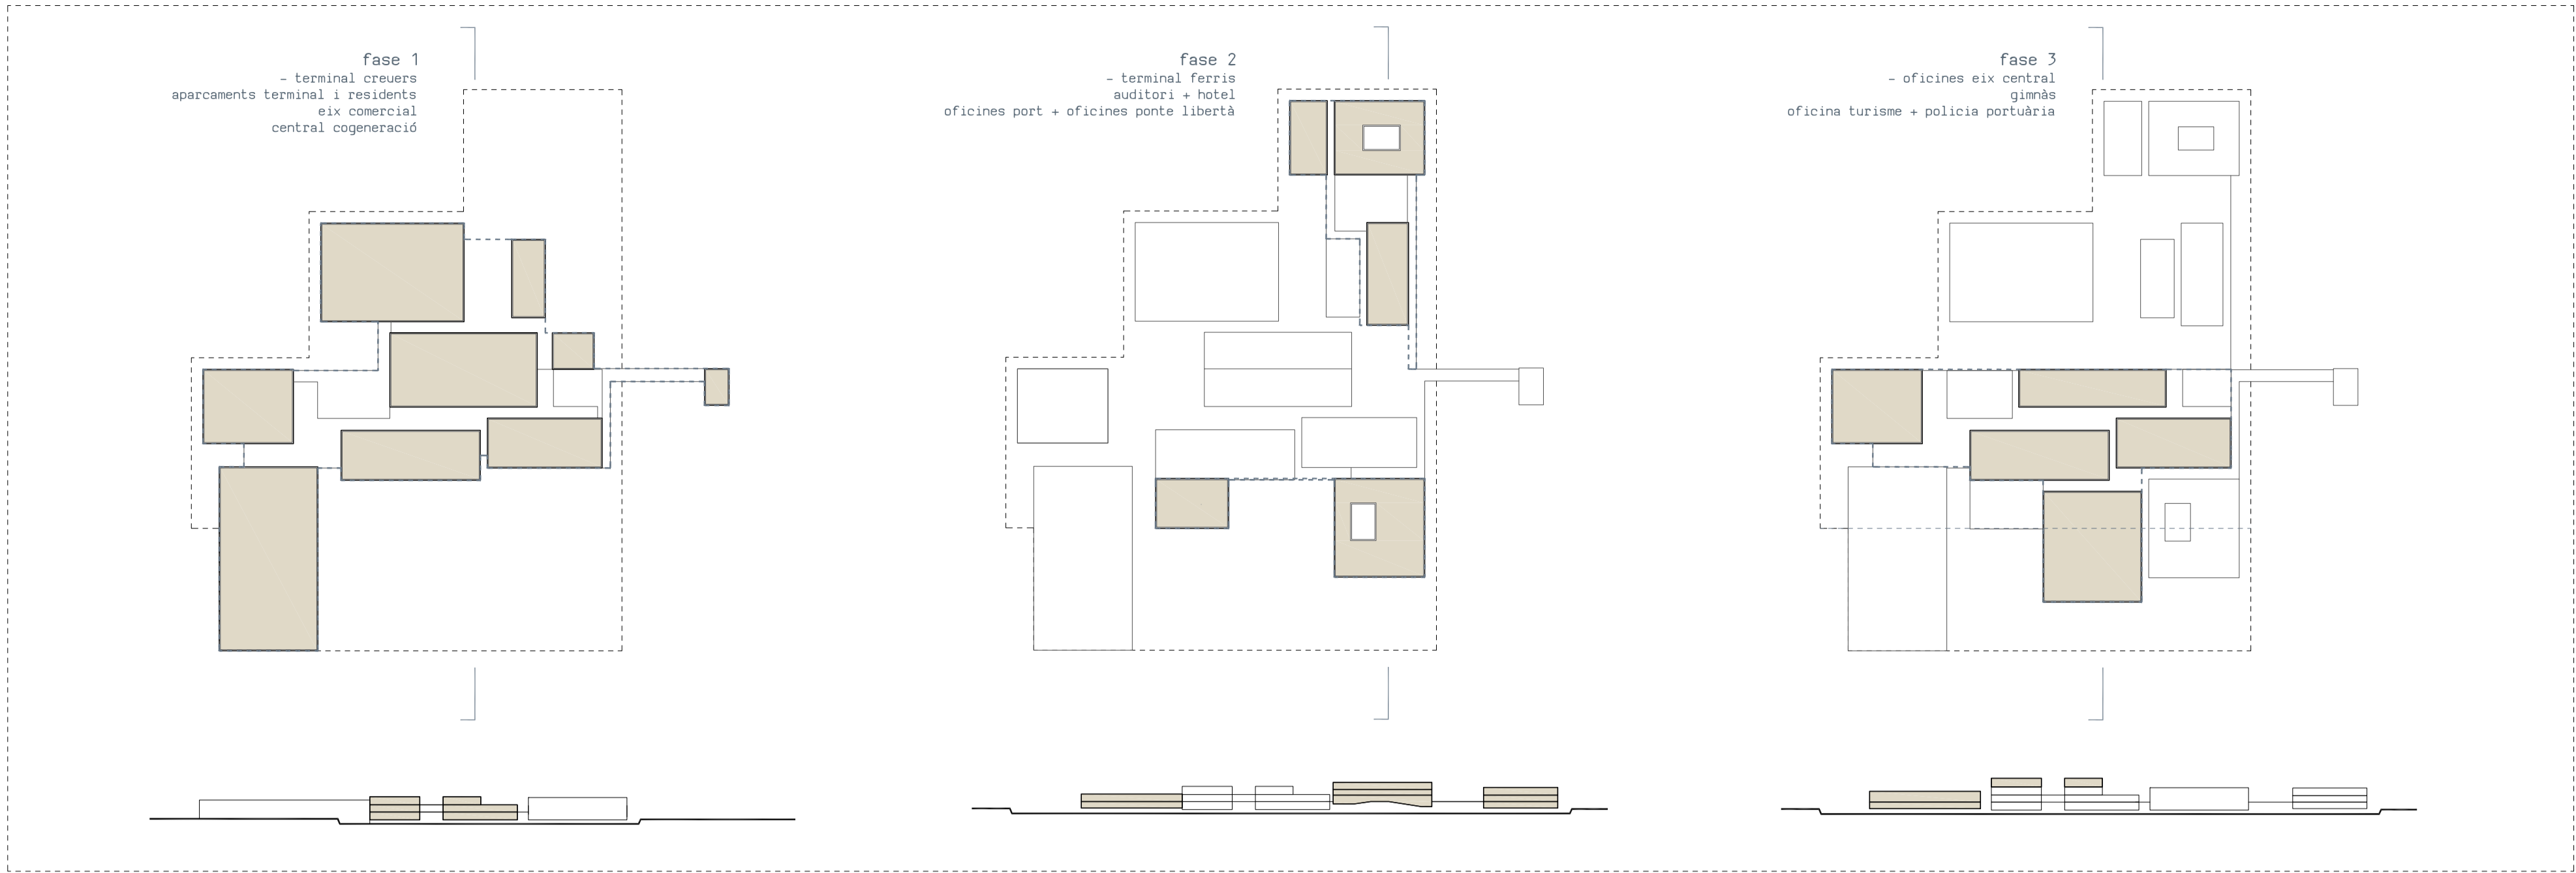 fase 1
- terminal creuers
aparcaments terminal i residents
eix comercial
central cogeneració
fase 2
- terminal ferris
auditori + hotel
oficines port + oficines ponte libertà
fase 3
- oficines eix central
gimnàs
oficina turisme + policia portuària